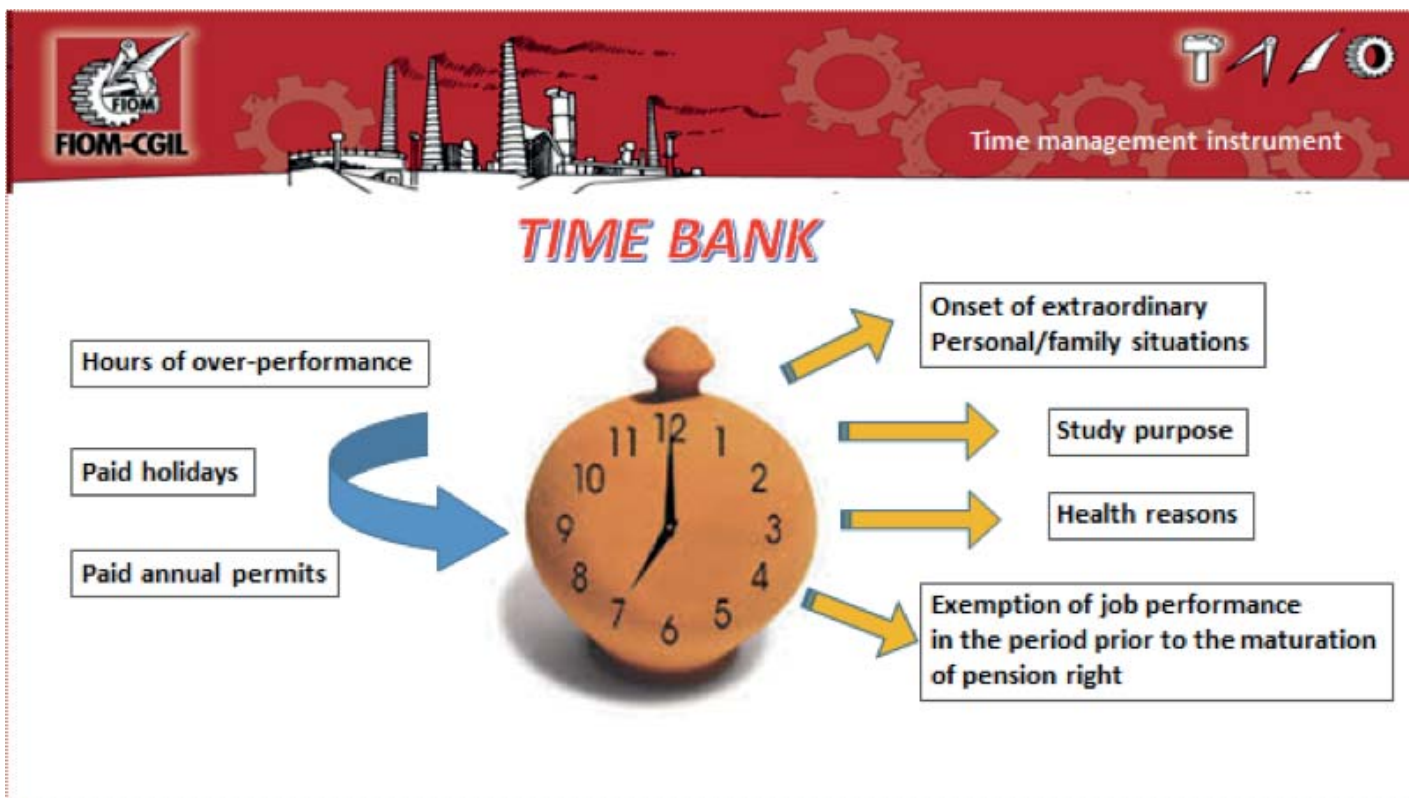 FIOM
FIOM-CGIL
Time management instrument
TIME BANK
Hours of over-performance
Paid holidays
Paid annual permits
12
1
2
3
4
5
6
7
8
9
10
11
Onset of extraordinary
Personal/family situations
Study purpose
Health reasons
Exemption of job performance
in the period prior to the maturation
of pension right